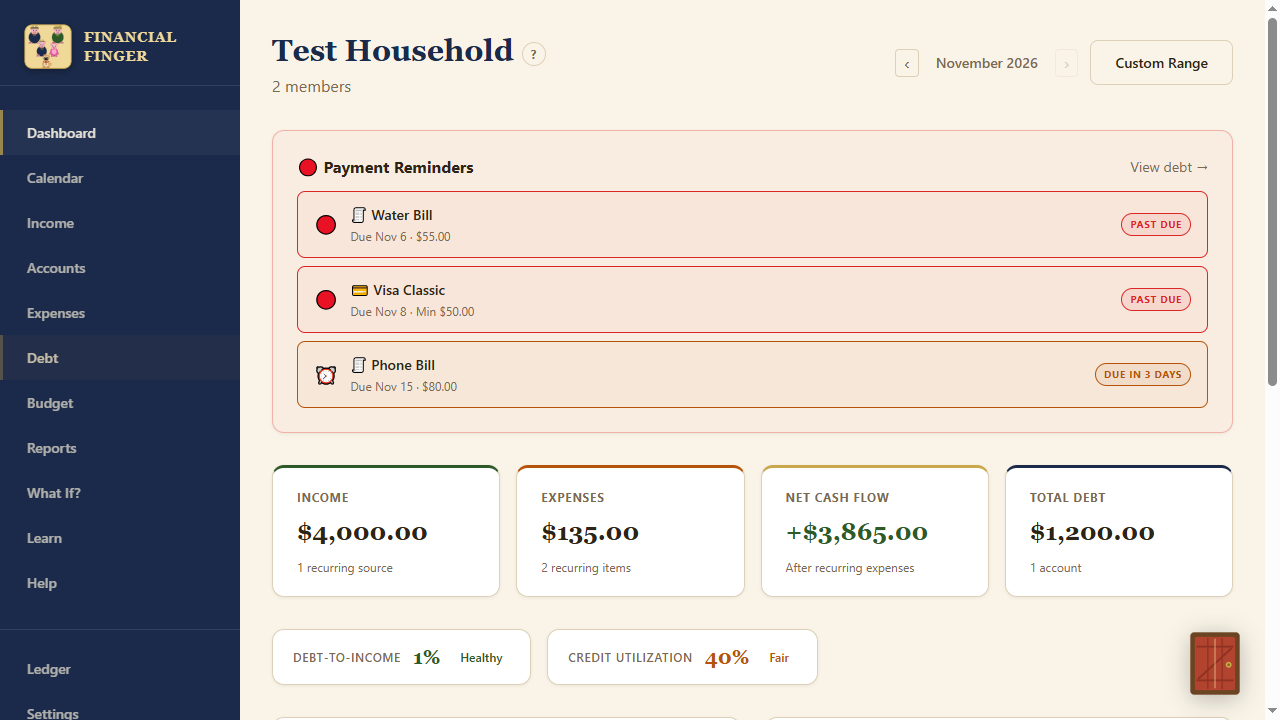 FINANCIAL
FINGER
Dashboard
Calendar
Income
Accounts
Expenses
Debt
Budget
Reports
What If?
Learn
Help
Ledger
Settings
Test Household ?
2 members
‹ November 2026 › Custom Range
Payment Reminders View debt →
Water Bill
Due Nov 6 · $55.00
PAST DUE
Visa Classic
Due Nov 8 · Min $50.00
PAST DUE
Phone Bill
Due Nov 15 · $80.00
DUE IN 3 DAYS
INCOME
$4,000.00
1 recurring source
EXPENSES
$135.00
2 recurring items
NET CASH FLOW
+$3,865.00
After recurring expenses
TOTAL DEBT
$1,200.00
1 account
DEBT-TO-INCOME 1% Healthy
CREDIT UTILIZATION 40% Fair